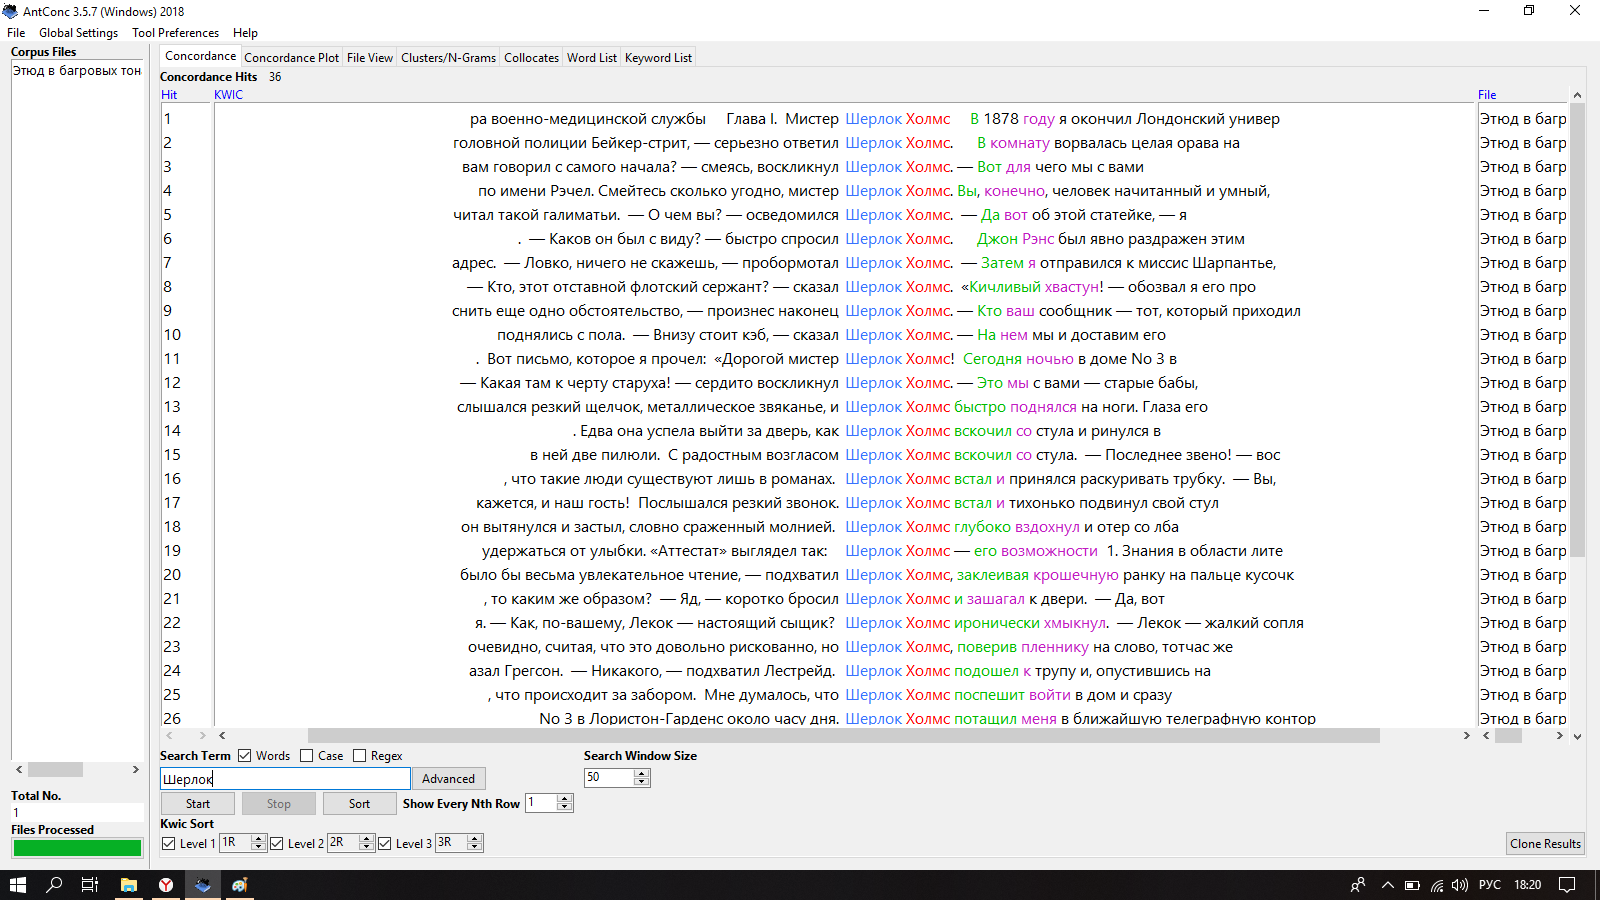 AntConc 3.5.7 (Windows) 2018
File Global Settings Tool Preferences Help
Corpus Files
Этюд в багровых тон
Concordance Concordance Plot File View Clusters/N-Grams Collocates Word List Keyword List
Concordance Hits 36
Hit KWIC File
1 ра военно-медицинской службы Глава I. Мистер Шерлок Холмс В 1878 году я окончил Лондонский универ Этюд в багр
2 головной полиции Бейкер-стрит, — серьезно ответил Шерлок Холмс. В комнату ворвалась целая орава на Этюд в багр
3 вам говорил с самого начала? — смеясь, воскликнул Шерлок Холмс. — Вот для чего мы с вами Этюд в багр
4 по имени Рэчел. Смейтесь сколько угодно, мистер Шерлок Холмс. Вы, конечно, человек начитанный и умный, Этюд в багр
5 читал такой галиматьи. — О чем вы? — осведомился Шерлок Холмс. — Да вот об этой статейке, — я Этюд в багр
6 . — Каков он был с виду? — быстро спросил Шерлок Холмс. Джон Рэнс был явно раздражен этим Этюд в багр
7 адрес. — Ловко, ничего не скажешь, — пробормотал Шерлок Холмс. — Затем я отправился к миссис Шарпантье, Этюд в багр
8 — Кто, этот отставной флотский сержант? — сказал Шерлок Холмс. «Кичливый хвастун! — обозвал я его про Этюд в багр
9 снить еще одно обстоятельство, — произнес наконец Шерлок Холмс. — Кто ваш сообщник — тот, который приходил Этюд в багр
10 поднялись с пола. — Внизу стоит кэб, — сказал Шерлок Холмс. — На нем мы и доставим его Этюд в багр
11 . Вот письмо, которое я прочел: «Дорогой мистер Шерлок Холмс! Сегодня ночью в доме No 3 в Этюд в багр
12 — Какая там к черту старуха! — сердито воскликнул Шерлок Холмс. — Это мы с вами — старые бабы, Этюд в багр
13 слышался резкий щелчок, металлическое звяканье, и Шерлок Холмс быстро поднялся на ноги. Глаза его Этюд в багр
14 . Едва она успела выйти за дверь, как Шерлок Холмс вскочил со стула и ринулся в Этюд в багр
15 в ней две пилюли. С радостным возгласом Шерлок Холмс вскочил со стула. — Последнее звено! — вос Этюд в багр
16 , что такие люди существуют лишь в романах. Шерлок Холмс встал и принялся раскуривать трубку. — Вы, Этюд в багр
17 кажется, и наш гость! Послышался резкий звонок. Шерлок Холмс встал и тихонько подвинул свой стул Этюд в багр
18 он вытянулся и застыл, словно сраженный молнией. Шерлок Холмс глубоко вздохнул и отер со лба Этюд в багр
19 удержаться от улыбки. «Аттестат» выглядел так: Шерлок Холмс — его возможности 1. Знания в области лите Этюд в багр
20 было бы весьма увлекательное чтение, — подхватил Шерлок Холмс, заклеивая крошечную ранку на пальце кусочк Этюд в багр
21 , то каким же образом? — Яд, — коротко бросил Шерлок Холмс и зашагал к двери. — Да, вот Этюд в багр
22 я. — Как, по-вашему, Лекок — настоящий сыщик? Шерлок Холмс иронически хмыкнул. — Лекок — жалкий сопля Этюд в багр
23 очевидно, считая, что это довольно рискованно, но Шерлок Холмс, поверив пленнику на слово, тотчас же Этюд в багр
24 азал Грегсон. — Никакого, — подхватил Лестрейд. Шерлок Холмс подошел к трупу и, опустившись на Этюд в багр
25 , что происходит за забором. Мне думалось, что Шерлок Холмс поспешит войти в дом и сразу Этюд в багр
26 No 3 в Лористон-Гарденс около часу дня. Шерлок Холмс потащил меня в ближайшую телеграфную контор Этюд в багр
Search Term Words Case Regex Search Window Size
Шерлок Advanced 50
Total No.
1
Start Stop Sort Show Every Nth Row 1
Files Processed
Kwic Sort
Level 1 1R Level 2 2R Level 3 3R Clone Results
РУС 18:20